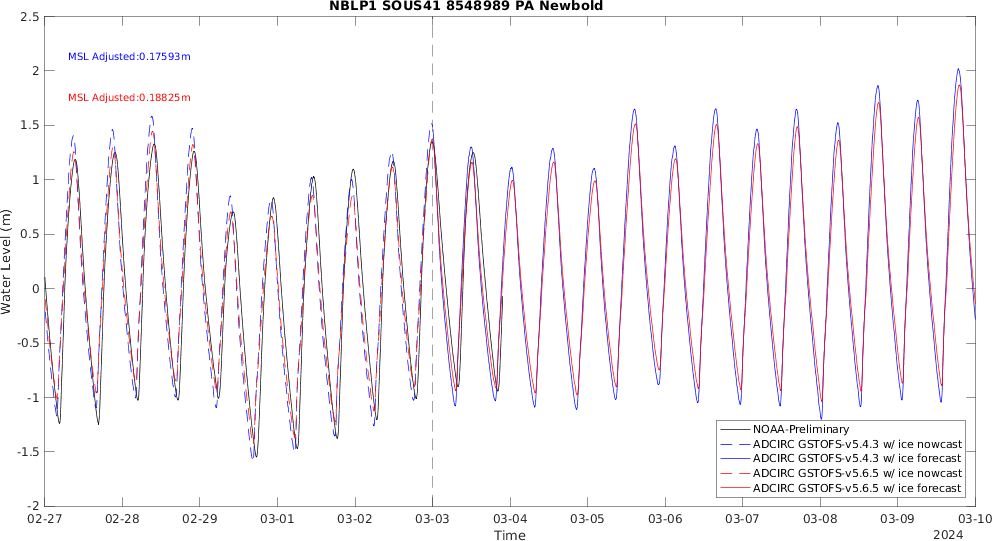 NBLP1 SOUS41 8548989 PA Newbold
2.5
MSL Adjusted:0.17593m
2
MSL Adjusted:0.18825m
1.5
1
0.5
0
-0.5
-1
-1.5
-2
Water Level (m)
NOAA-Preliminary
ADCIRC GSTOFS-v5.4.3 w/ ice nowcast
ADCIRC GSTOFS-v5.4.3 w/ ice forecast
ADCIRC GSTOFS-v5.6.5 w/ ice nowcast
ADCIRC GSTOFS-v5.6.5 w/ ice forecast
02-27 02-28 02-29 03-01 03-02 03-03 03-04 03-05 03-06 03-07 03-08 03-09 03-10
Time
2024